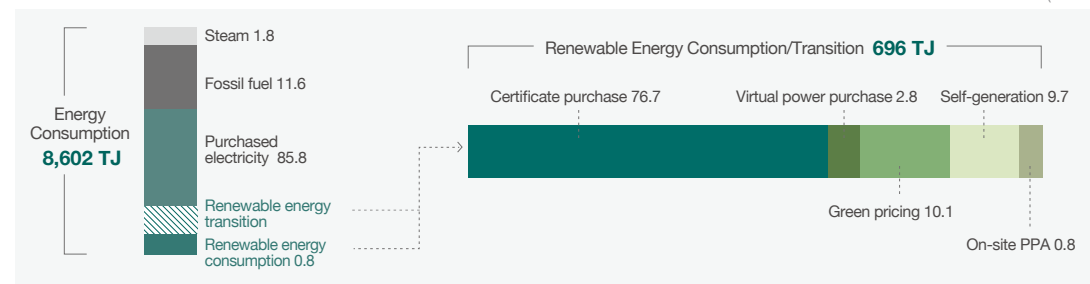 Energy
Consumption
8,602 TJ
Steam 1.8
Fossil fuel 11.6
Purchased
electricity 85.8
Renewable energy
transition
Renewable energy
consumption 0.8
Renewable Energy Consumption/Transition 696 TJ
Certificate purchase 76.7
Virtual power purchase 2.8
Self-generation 9.7
Green pricing 10.1
On-site PPA 0.8